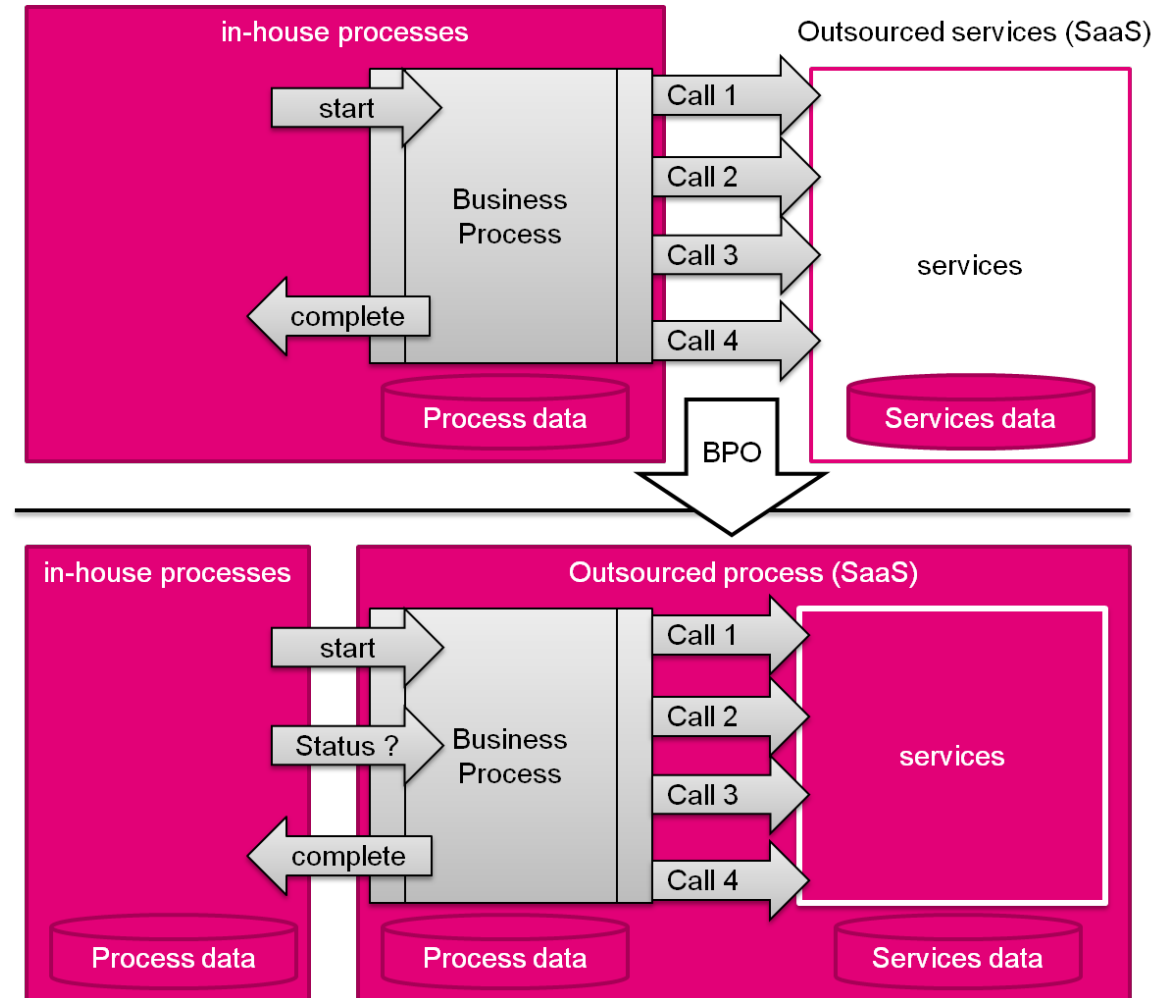 in-house processes
Outsourced services (SaaS)
start
Call 1
Call 2
Business
Process
Call 3
services
complete
Call 4
Process data
Services data
BPO
in-house processes
Outsourced process (SaaS)
start
Call 1
Call 2
Status ?
Business
Process
services
Call 3
complete
Call 4
Process data
Process data
Services data